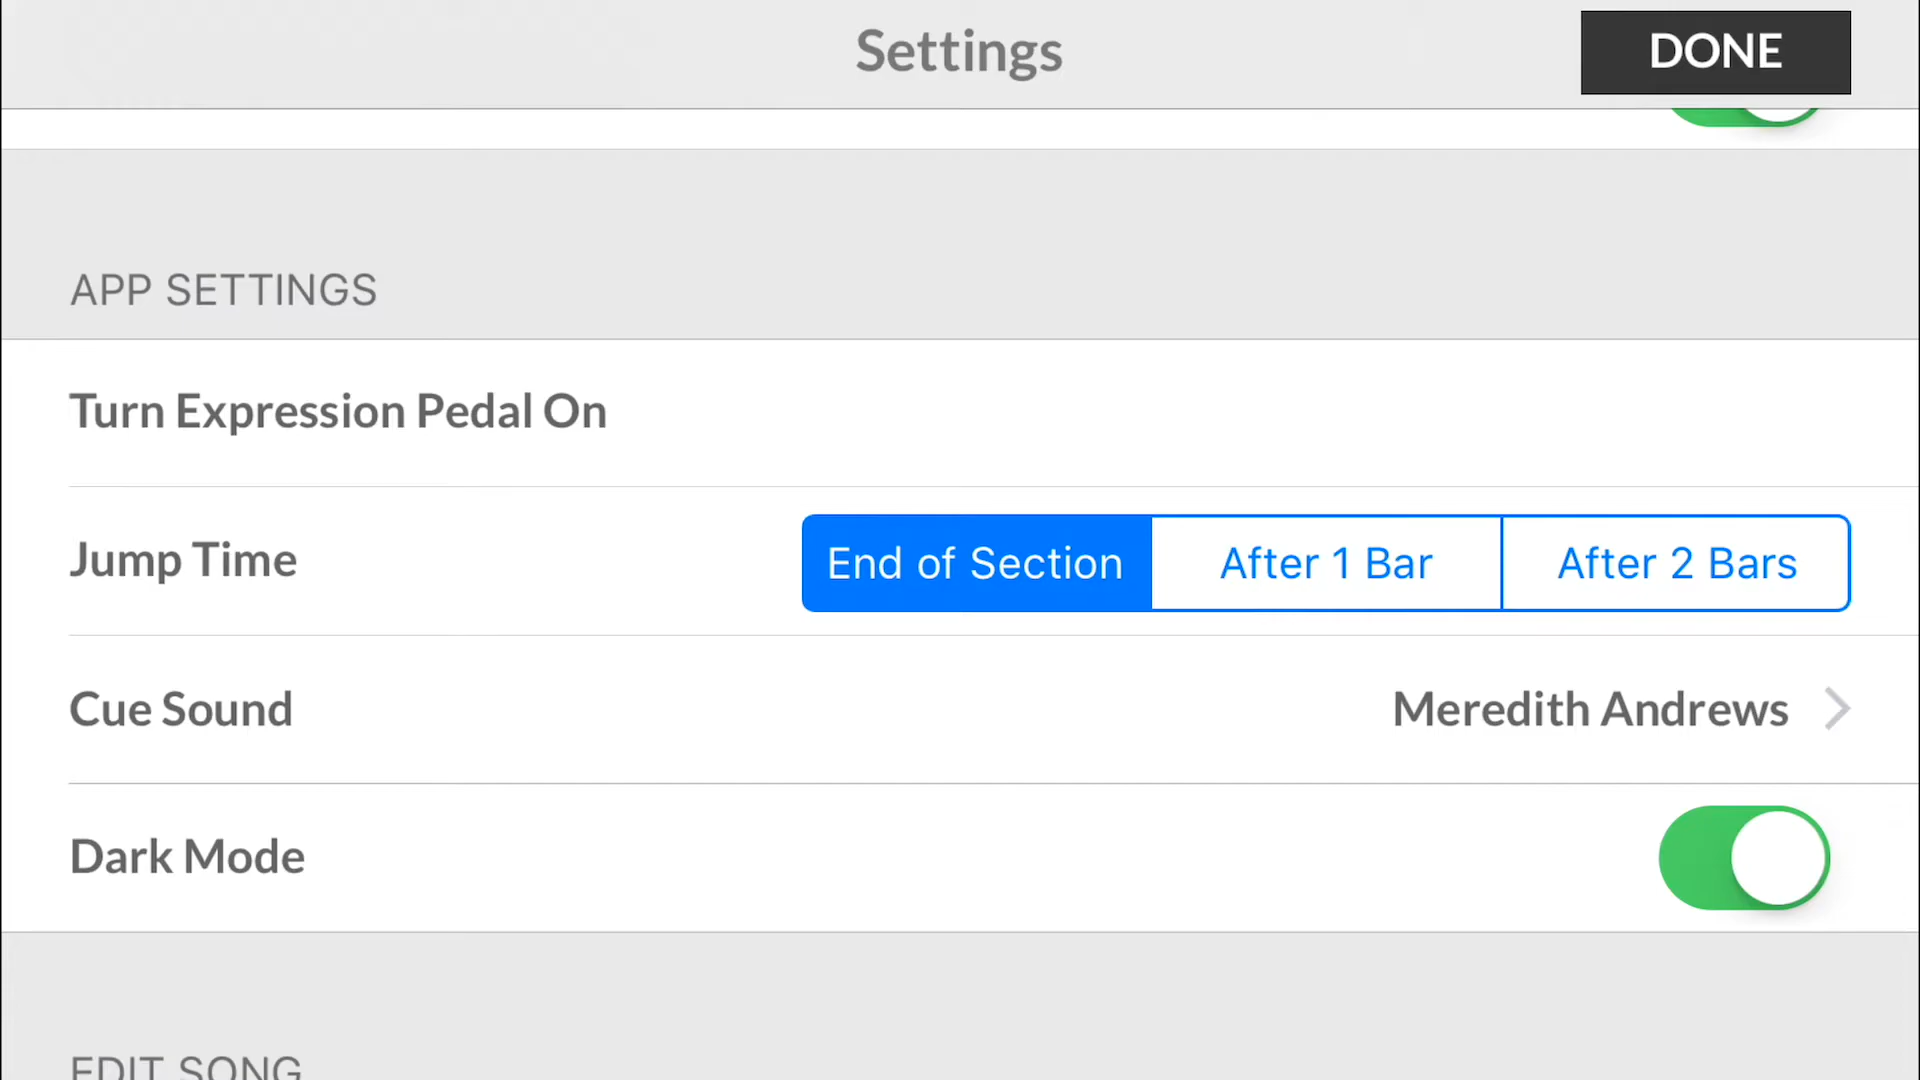 Settings
DONE
APP SETTINGS
Turn Expression Pedal On
Jump Time
End of Section
After 1 Bar
After 2 Bars
Cue Sound
Meredith Andrews
Dark Mode
EDIT SONG